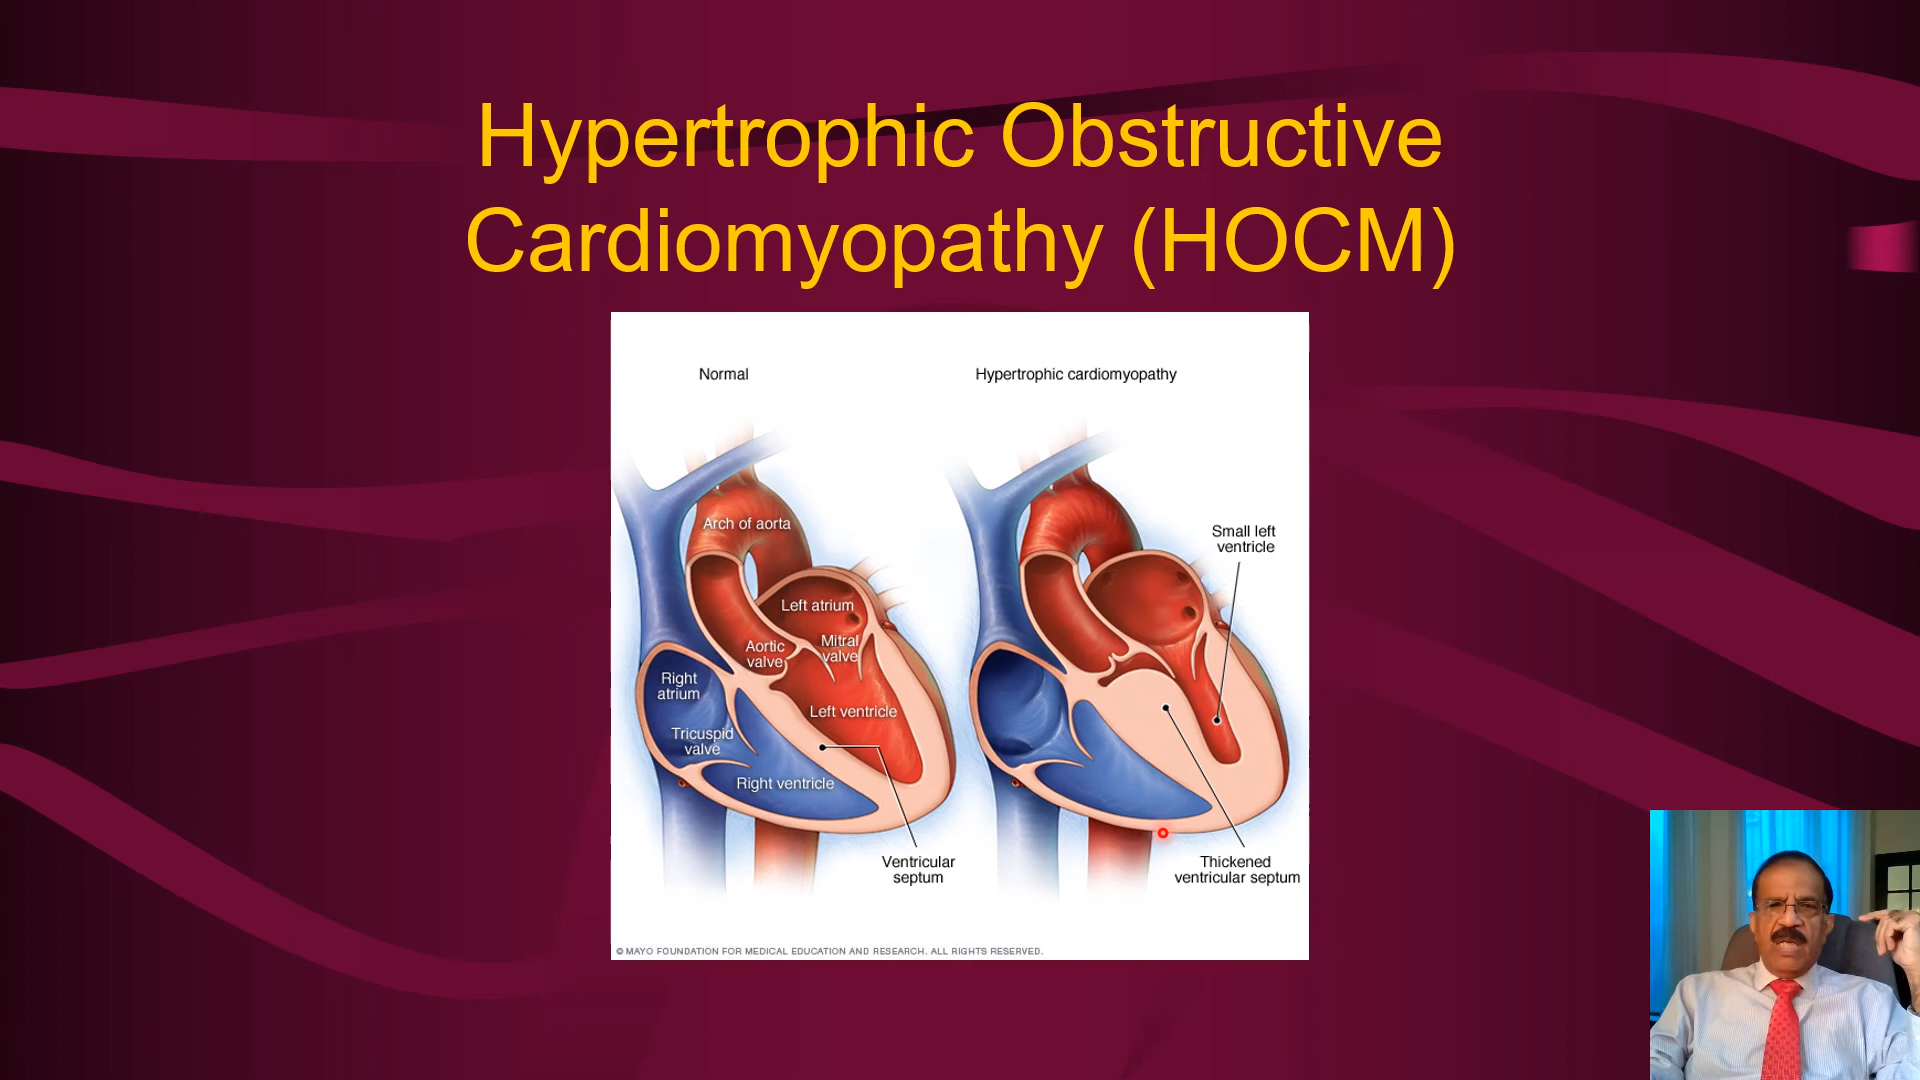 Hypertrophic Obstructive
Cardiomyopathy (HOCM)
Normal
Hypertrophic cardiomyopathy
Arch of aorta
Left atrium
Aortic
valve
Mitral
valve
Right
atrium
Left ventricle
Tricuspid
valve
Right ventricle
Ventricular
septum
Small left
ventricle
Thickened
ventricular septum
© MAYO FOUNDATION FOR MEDICAL EDUCATION AND RESEARCH. ALL RIGHTS RESERVED.